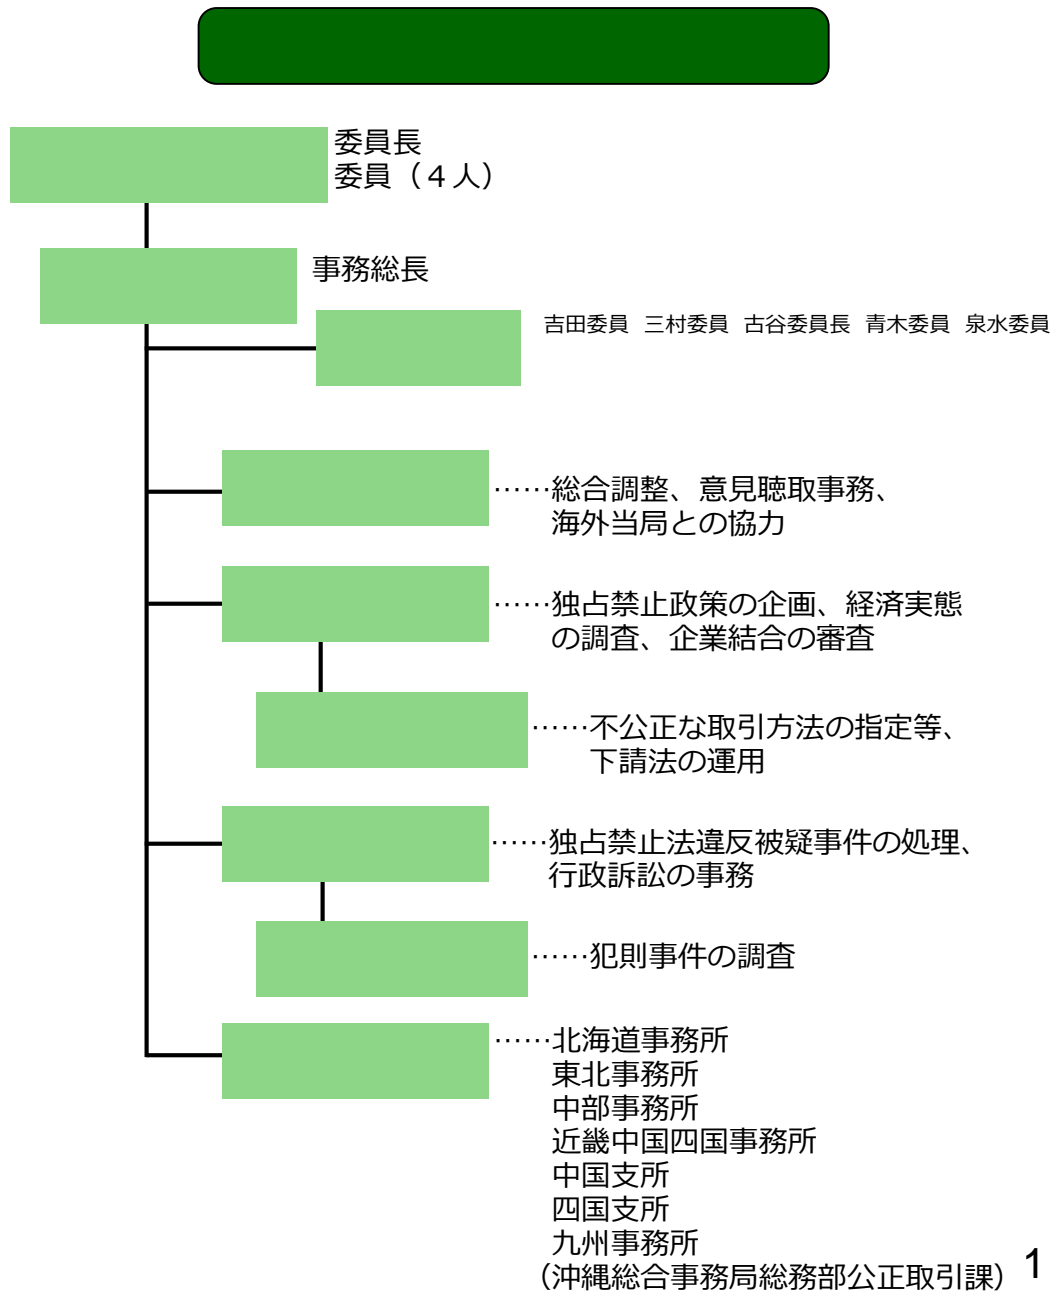 委員長
委員（４人）
事務総長
吉田委員 三村委員 古谷委員長 青木委員 泉水委員
……総合調整、意見聴取事務、
海外当局との協力
……独占禁止政策の企画、経済実態
の調査、企業結合の審査
……不公正な取引方法の指定等、
下請法の運用
……独占禁止法違反被疑事件の処理、
行政訴訟の事務
……犯則事件の調査
……北海道事務所
東北事務所
中部事務所
近畿中国四国事務所
中国支所
四国支所
九州事務所
（沖縄総合事務局総務部公正取引課）
1